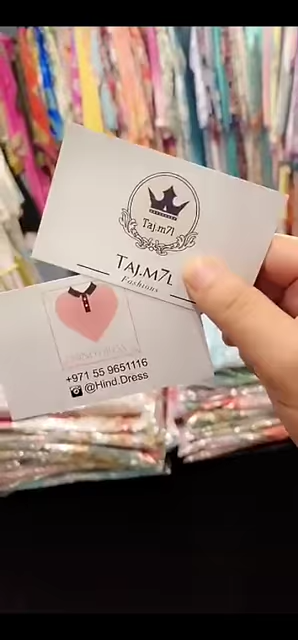 Taj.m7l
TAJ.M7L
Fashions
+971 55 9651116
@Hind.Dress